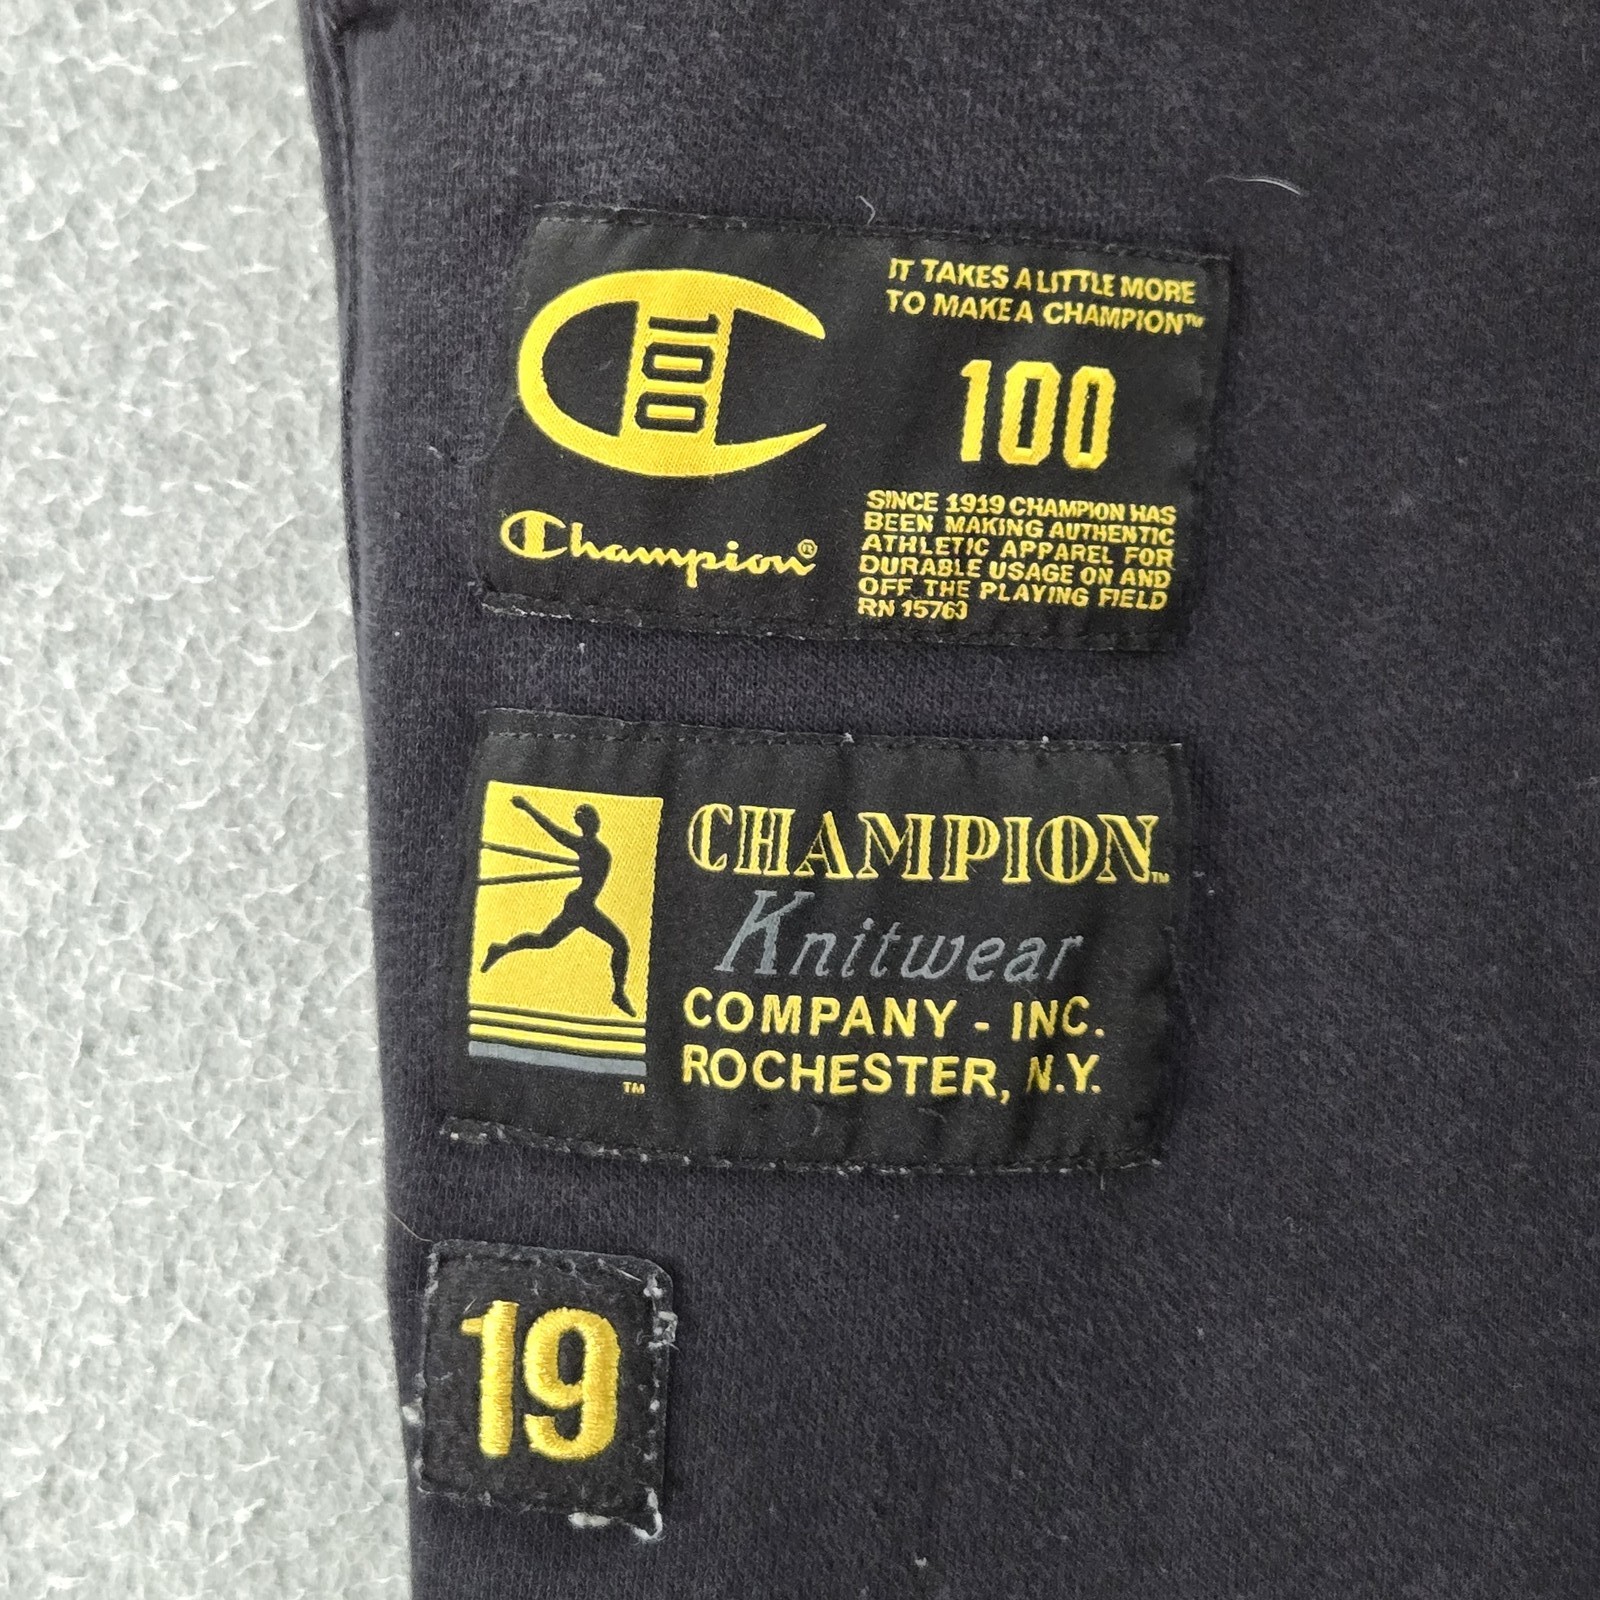 100
Champion®
IT TAKES A LITTLE MORE
TO MAKE A CHAMPION™
100
SINCE 1919 CHAMPION HAS
BEEN MAKING AUTHENTIC
ATHLETIC APPAREL FOR
DURABLE USAGE ON AND
OFF THE PLAYING FIELD
RN 15763
TM
CHAMPION™
Knitwear
COMPANY - INC.
ROCHESTER, N.Y.
19